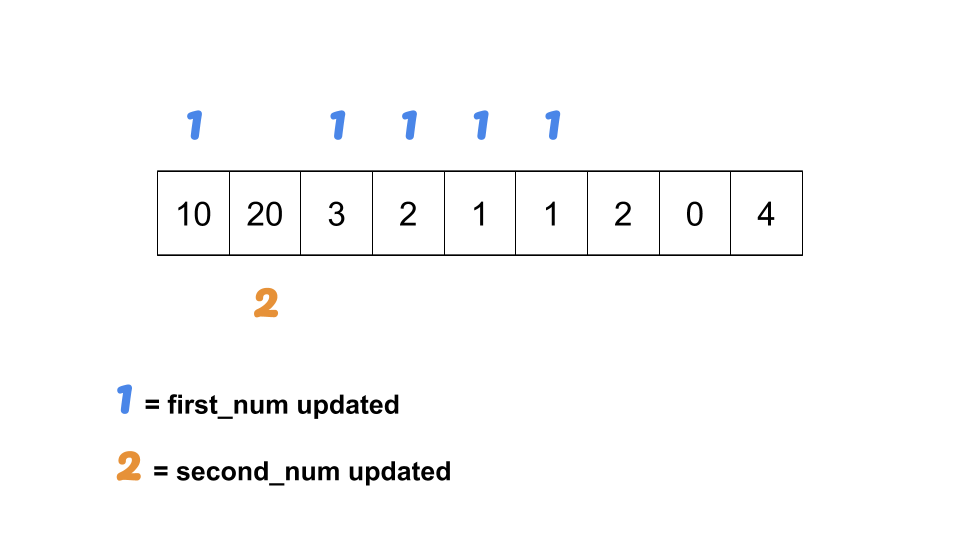 1 1 1 1 1
10 20 3 2 1 1 2 0 4
2
1 = first_num updated
2 = second_num updated